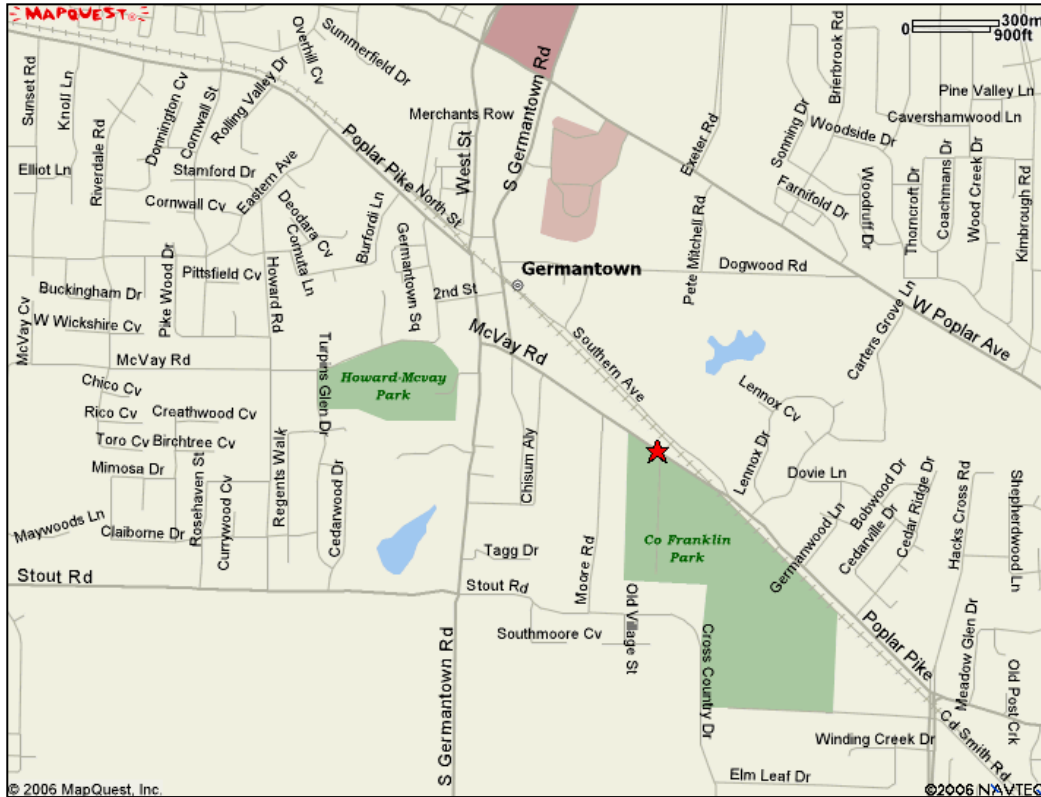 MAPQUEST
300m
0
900ft
Sunset Rd
Knoll Ln
Riverdale Rd
Donnington Cv
Cornwall St
Rolling Valley Dr
Overhill Cv
Summerfield Dr
Merchants Row
West St
S Germantown Rd
Exeter Rd
Sonning Dr
Brierbrook Rd
Pine Valley Ln
Cavershamwood Ln
Woodside Dr
Elliot Ln
Stamford Dr
Eastern Ave
Poplar Pike
North St
Farnifold Dr
Woodruff Dr
Thorncroft Dr
Coachmans Dr
Wood Creek Dr
Kimbrough Rd
Cornwall Cv
Deodara Cv
Cornuta Ln
Burfordi Ln
Germantown Sq
Pete Mitchell Rd
Pike Wood Dr
Pittsfield Cv
Howard Rd
Germantown
Dogwood Rd
Buckingham Dr
2nd St
McVay Cv
W Wickshire Cv
Turpins Glen Dr
McVay Rd
Southern Ave
Carters Grove Ln
W Poplar Ave
McVay Rd
Chico Cv
Howard-Mcvay
Park
Lennox Cv
Rico Cv
Creathwood Cv
Toro Cv
Birchtree Cv
Mimosa Dr
Rosehaven St
Currywood Cv
Regents Walk
Cedarwood Dr
Chisum Aly
Lennox Dr
Dovie Ln
Bobwood Dr
Cedar Ridge Dr
Cedarville Dr
Germanwood Ln
Hacks Cross Rd
Shepherdwood Ln
Maywoods Ln
Claiborne Dr
Tagg Dr
Co Franklin
Park
Moore Rd
Stout Rd
Stout Rd
Old Village St
Southmoore Cv
Cross Country Dr
Poplar Pike
Meadow Glen Dr
Old Post Crk
S Germantown Rd
Cd Smith Rd
Winding Creek Dr
Elm Leaf Dr
© 2006 MapQuest, Inc.
©2006 NAVTEQ